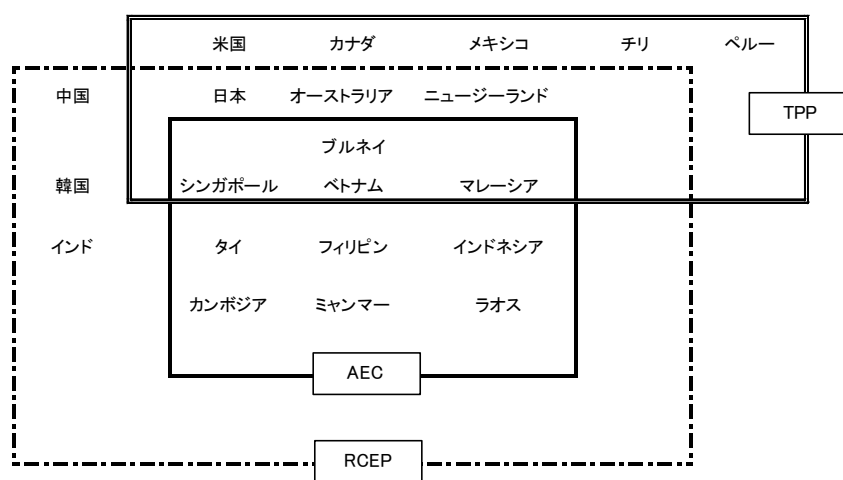 米国 カナダ メキシコ チリ ペルー
中国 日本 オーストラリア ニュージーランド
TPP
ブルネイ
韓国 シンガポール ベトナム マレーシア
インド タイ フィリピン インドネシア
カンボジア ミャンマー ラオス
AEC
RCEP